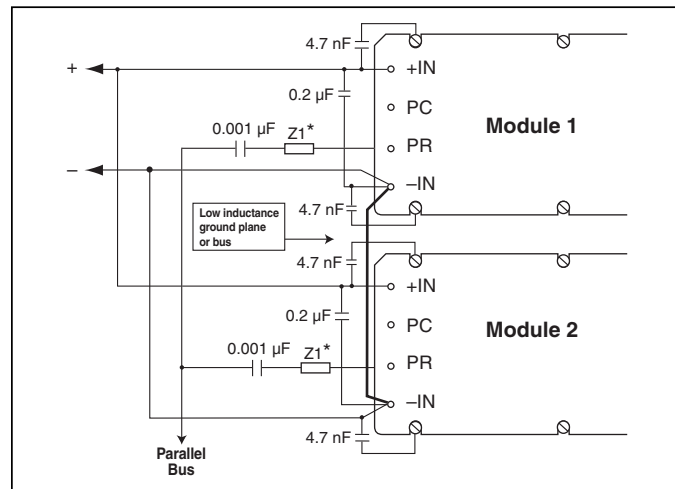 4.7 nF
+
+IN
0.2 µF
PC
Module 1
0.001 µF
Z1*
PR
–
–IN
4.7 nF
Low inductance
ground plane
or bus
4.7 nF
+IN
0.2 µF
PC
Module 2
0.001 µF
Z1*
PR
–IN
4.7 nF
Parallel
Bus